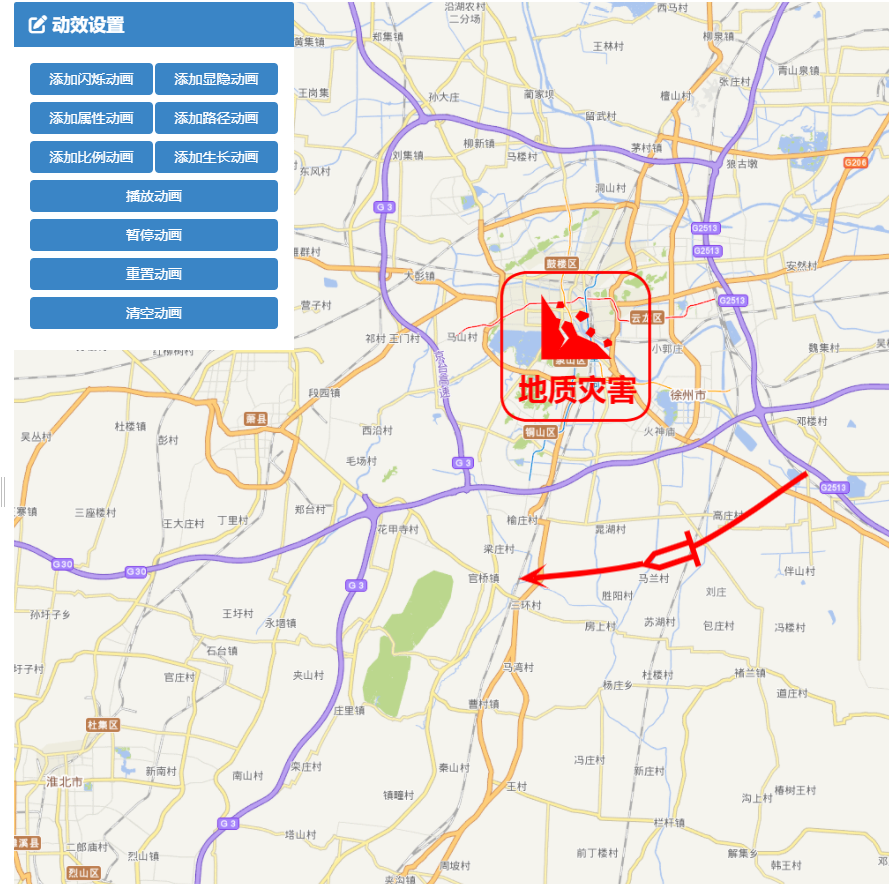 动效设置
添加闪烁动画 添加显隐动画
添加属性动画 添加路径动画
添加比例动画 添加生长动画
播放动画
暂停动画
重置动画
清空动画
沿湖农场
二分场
西马村
郑集镇
黄集镇
王林村
柳泉镇
青山泉镇
张庄村
王岗集
孙大庄
蔺家坝
檀山村
留武村
柳新镇
茅村镇
刘集镇
马楼村
狼古墩
G206
东风村
洞山村
G3
G2513
G2513
鼓楼区
安然村
大彭镇
G2513
营子村
云龙区
祁村
王门村
马山村
小郭庄
魏集村
京台高速
地质灾害
段园镇
徐州市
萧县
杜楼镇
邓楼村
吴丛村
彭村
西沿村
铜山区
火神庙
毛场村
G3
G2513
三座楼村
郑台村
王大庄村
丁里村
榆庄村
高庄村
花甲寺村
晁湖村
梁庄村
G30
G30
官桥镇
马兰村
伴山村
G3
刘庄
胜阳村
三环村
孙圩子乡
王圩村
永堌镇
房上村
苏湖村
包庄村
冯楼村
石台镇
圩子村
官庄村
夹山村
马湾村
杜楼村
褚兰镇
杨庄乡
道庄村
庄里镇
曹村镇
杜集区
新南村
南山村
栾庄村
秦山村
冯庄村
新庄村
淮北市
镇疃村
王村
沟上村
椿树王村
G3
塔山村
栏杆镇
濉溪县
二郎庙村
烈山镇
前丁楼村
解集乡
烈山区
夹沟镇
周坡村
韩王村